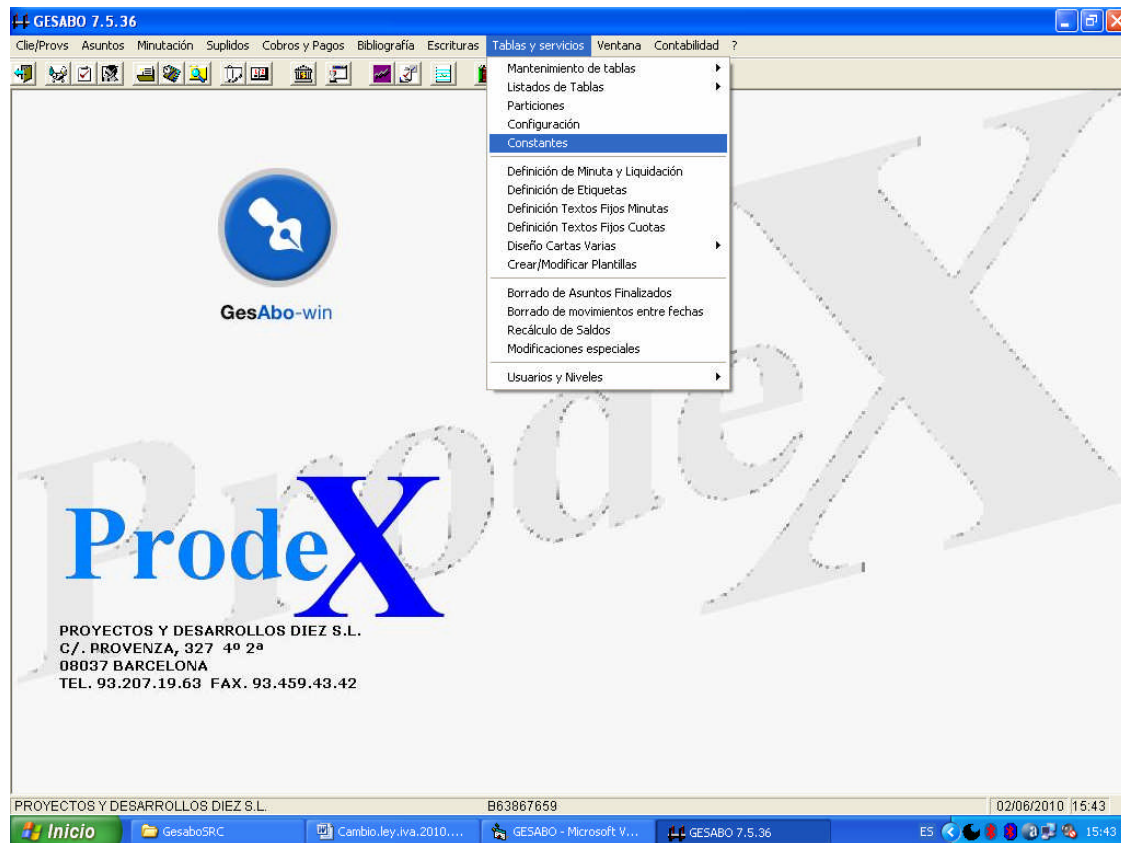 GESABO 7.5.36
Clie/Provs Asuntos Minutación Suplidos Cobros y Pagos Bibliografía Escrituras Tablas y servicios Ventana Contabilidad ?
Mantenimiento de tablas
Listados de Tablas
Particiones
Configuración
Constantes
Definición de Minuta y Liquidación
Definición de Etiquetas
Definición Textos Fijos Minutas
Definición Textos Fijos Cuotas
Diseño Cartas Varias
Crear/Modificar Plantillas
Borrado de Asuntos Finalizados
Borrado de movimientos entre fechas
Recálculo de Saldos
Modificaciones especiales
Usuarios y Niveles
GesAbo-win
ProdeX
ProdeX
PROYECTOS Y DESARROLLOS DIEZ S.L.
C/. PROVENZA, 327 4º 2ª
08037 BARCELONA
TEL. 93.207.19.63 FAX. 93.459.43.42
PROYECTOS Y DESARROLLOS DIEZ S.L. B63867659 02/06/2010 15:43
Inicio GesaboSRC Cambio.ley.iva.2010.... GESABO - Microsoft V... GESABO 7.5.36 ES 15:43